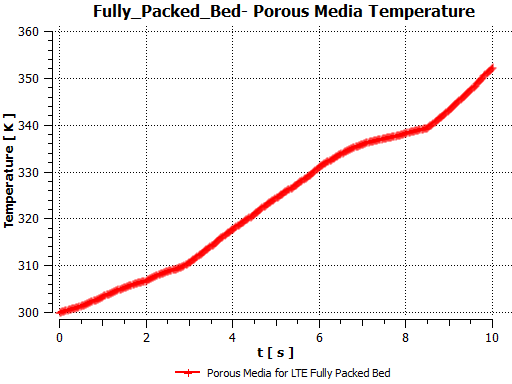 Fully_Packed_Bed- Porous Media Temperature
360
350
340
330
320
310
300
Temperature [ K ]
0 2 4 6 8 10
t [ s ]
Porous Media for LTE Fully Packed Bed